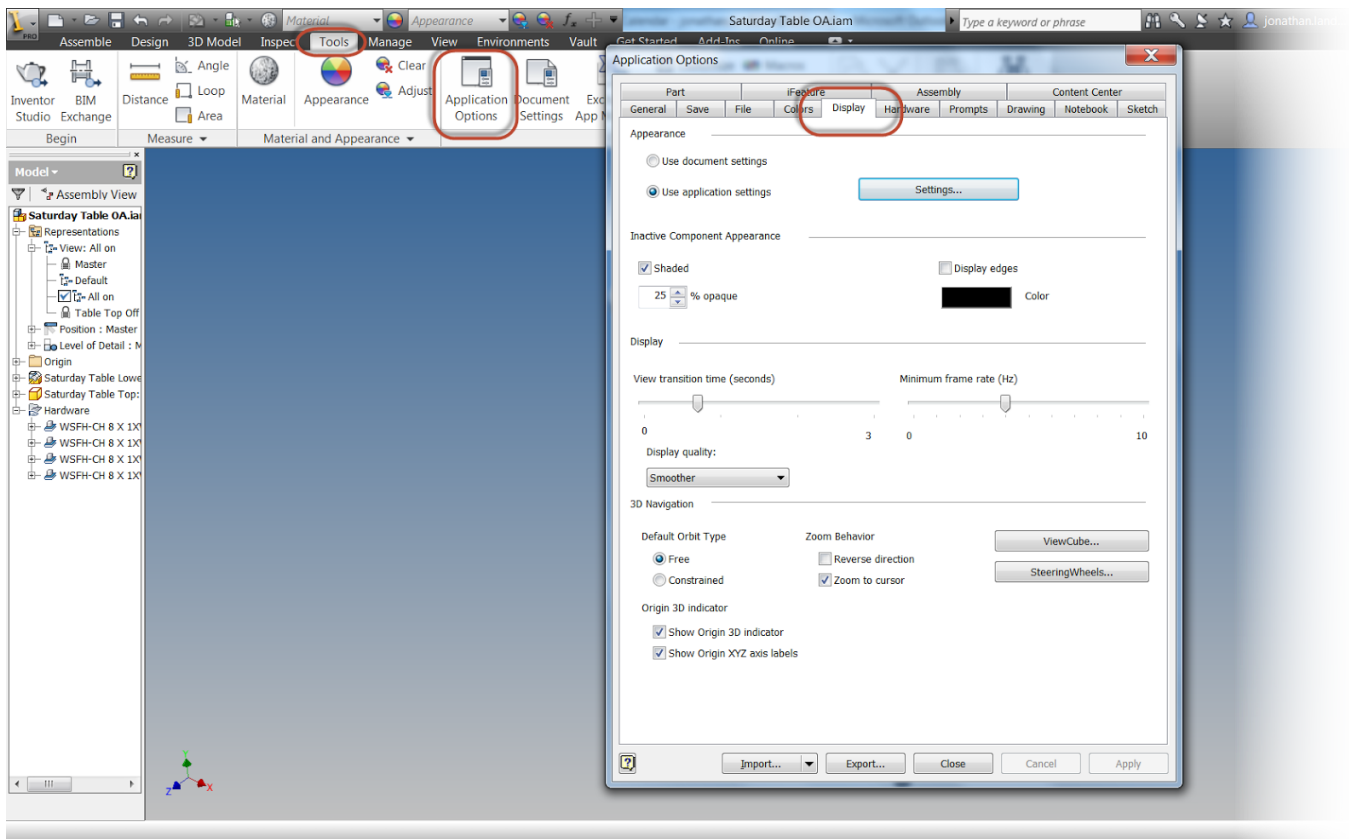 PRO
Material
Appearance
fx
Saturday Table OA.iam
Type a keyword or phrase
Assemble Design 3D Model Inspec Tools Manage View Environments Vault Get Started Add-Ins Online
Inventor Studio
BIM Exchange
Distance
Angle
Loop
Area
Material
Appearance
Clear
Adjust
Application Options
Document Settings
Begin
Measure
Material and Appearance
Model
Assembly View
Saturday Table OA.ia
Representations
View: All on
Master
Default
All on
Table Top Off
Position : Master
Level of Detail : M
Origin
Saturday Table Lowe
Saturday Table Top:
Hardware
WSFH-CH 8 X 1X
WSFH-CH 8 X 1X
WSFH-CH 8 X 1X
WSFH-CH 8 X 1X
Y
Z X
Application Options
Part iFeature Assembly Content Center
General Save File Colors Display Hardware Prompts Drawing Notebook Sketch
Appearance
Use document settings
Use application settings Settings...
Inactive Component Appearance
Shaded Display edges
25 % opaque Color
Display
View transition time (seconds) Minimum frame rate (Hz)
0 3 0 10
Display quality:
Smoother
3D Navigation
Default Orbit Type Zoom Behavior ViewCube...
Free Reverse direction
Constrained Zoom to cursor SteeringWheels...
Origin 3D indicator
Show Origin 3D indicator
Show Origin XYZ axis labels
Import... Export... Close Cancel Apply